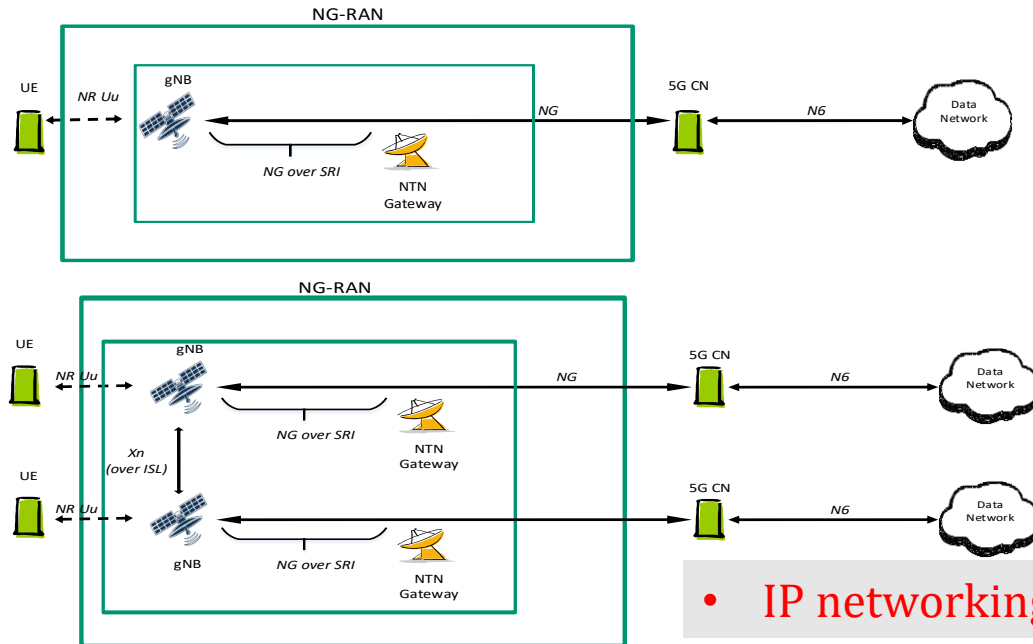 NG-RAN
gNB
UE
NR Uu
5G CN
NG
N6
Data
Network
NG over SRI
NTN
Gateway
NG-RAN
UE
gNB
5G CN
NR Uu
NG
N6
Data
Network
NG over SRI
NTN
Gateway
Xn
(over ISL)
UE
5G CN
NR Uu
N6
Data
Network
gNB
NG over SRI
NTN
Gateway
• IP networking